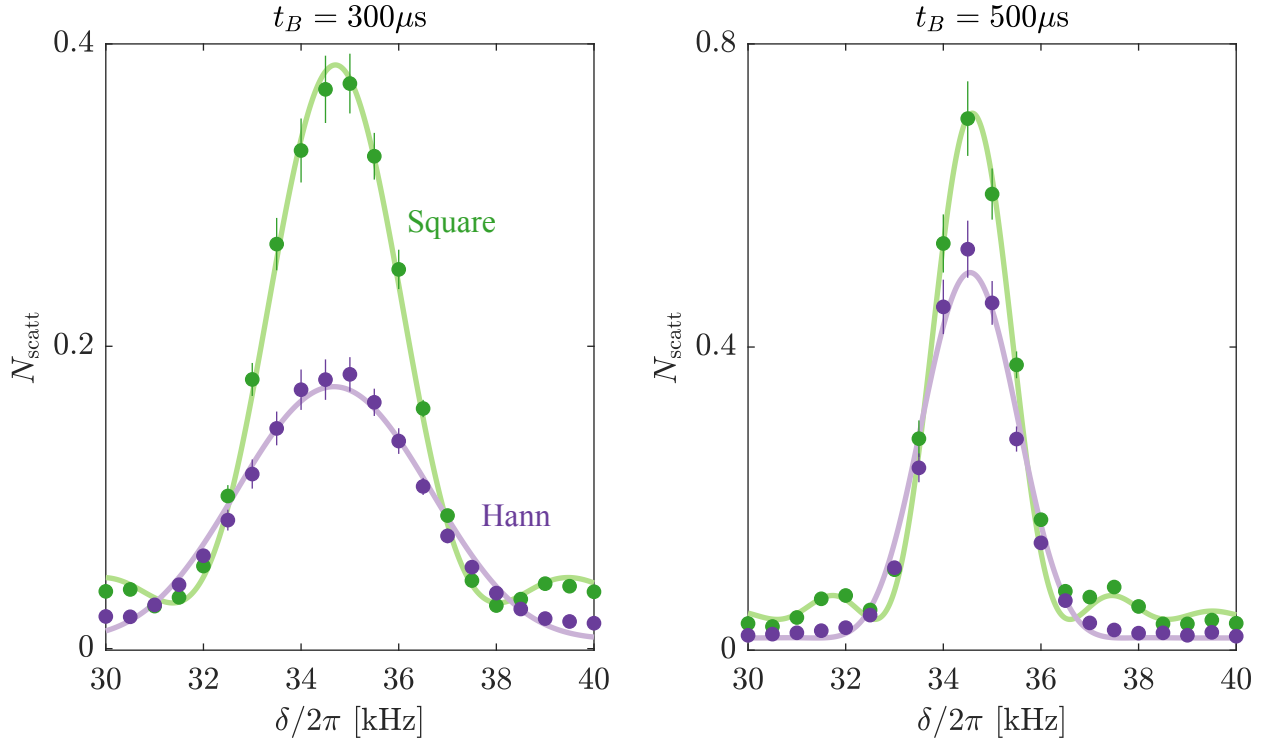 t_B = 300μs
0.4
0.2
0
N_scatt
Square
Hann
30 32 34 36 38 40
δ/2π [kHz]
t_B = 500μs
0.8
0.4
0
N_scatt
30 32 34 36 38 40
δ/2π [kHz]